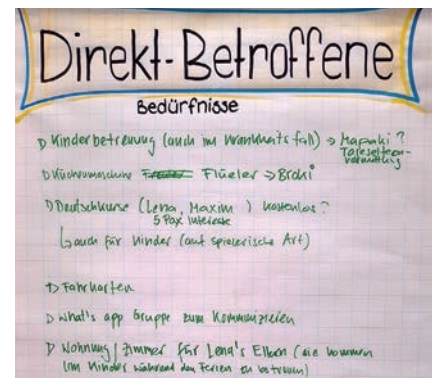 Direkt-Betroffene
Bedürfnisse
Kinderbetreuung (auch im Krankheitsfall) → Mapaki?
Tageseltern-
vermittlung
Küchenmaschine Flüeler → Brohi
Deutschkurse (Lena, Maxim) kostenlos?
5 Pax Interesse
↳ auch für Kinder (auf spielerische Art)
Fahrkarten
What's app Gruppe zum Kommunizieren
Wohnung / Zimmer für Lena's Eltern (sie kommen
um Kinder während den Ferien zu betreuen)